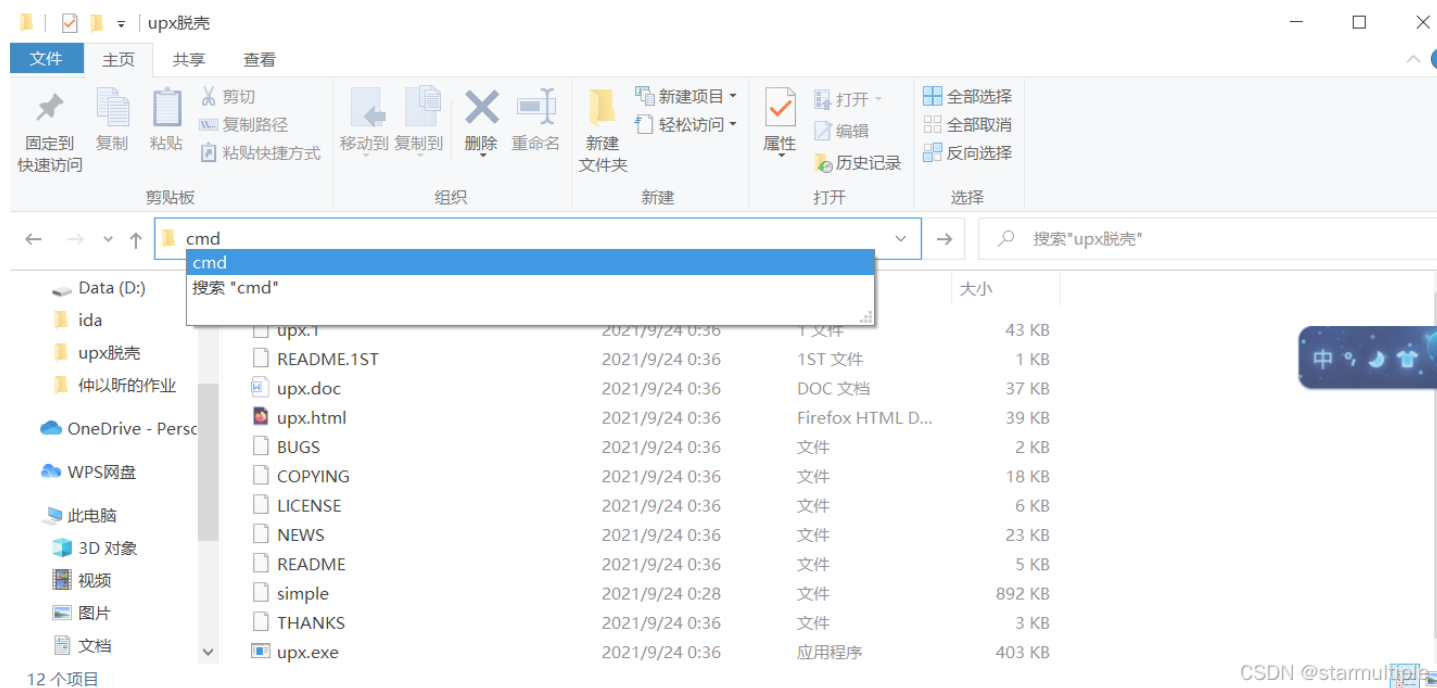 upx脱壳
文件 主页 共享 查看
固定到
快速访问
复制
粘贴
剪切
复制路径
粘贴快捷方式
剪贴板
移动到 复制到 删除 重命名
组织
新建
文件夹
新建项目
轻松访问
新建
属性
打开
编辑
历史记录
打开
全部选择
全部取消
反向选择
选择
cmd
搜索"upx脱壳"
cmd
搜索 "cmd"
大小
Data (D:)
ida
upx脱壳
仲以昕的作业
OneDrive - Persc
WPS网盘
此电脑
3D 对象
视频
图片
文档
upx.1 2021/9/24 0:36 1 文件 43 KB
README.1ST 2021/9/24 0:36 1ST 文件 1 KB
upx.doc 2021/9/24 0:36 DOC 文档 37 KB
upx.html 2021/9/24 0:36 Firefox HTML D... 39 KB
BUGS 2021/9/24 0:36 文件 2 KB
COPYING 2021/9/24 0:36 文件 18 KB
LICENSE 2021/9/24 0:36 文件 6 KB
NEWS 2021/9/24 0:36 文件 23 KB
README 2021/9/24 0:36 文件 5 KB
simple 2021/9/24 0:28 文件 892 KB
THANKS 2021/9/24 0:36 文件 3 KB
upx.exe 2021/9/24 0:36 应用程序 403 KB
中
12 个项目
CSDN @starmultiple